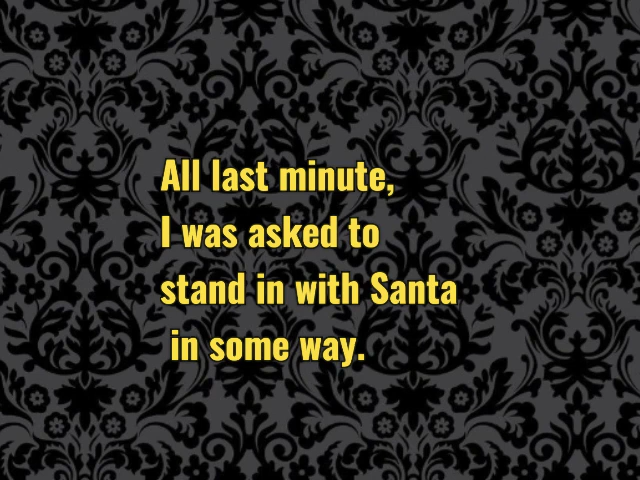 All last minute,
I was asked to
stand in with Santa
in some way.